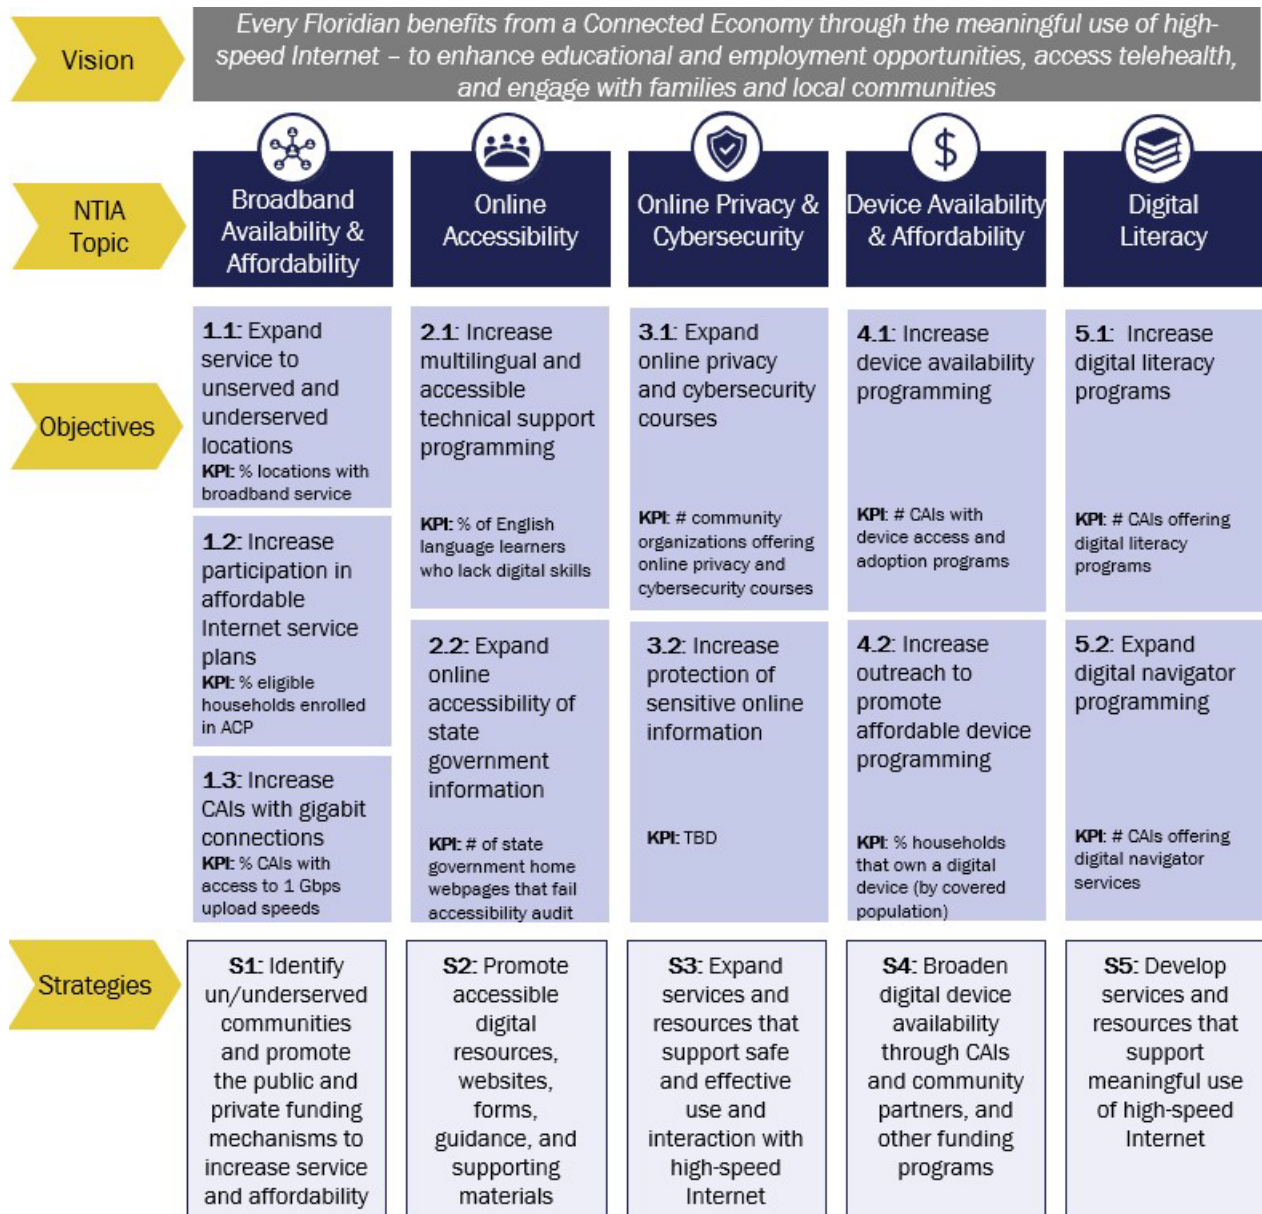 Vision
Every Floridian benefits from a Connected Economy through the meaningful use of high-
speed Internet – to enhance educational and employment opportunities, access telehealth,
and engage with families and local communities
NTIA
Topic
Broadband
Availability &
Affordability
Online
Accessibility
Online Privacy &
Cybersecurity
$
Device Availability
& Affordability
Digital
Literacy
Objectives
1.1: Expand
service to
unserved and
underserved
locations
KPI: % locations with
broadband service
1.2: Increase
participation in
affordable
Internet service
plans
KPI: % eligible
households enrolled
in ACP
1.3: Increase
CAIs with gigabit
connections
KPI: % CAIs with
access to 1 Gbps
upload speeds
2.1: Increase
multilingual and
accessible
technical support
programming
KPI: % of English
language learners
who lack digital skills
2.2: Expand
online
accessibility of
state
government
information
KPI: # of state
government home
webpages that fail
accessibility audit
3.1: Expand
online privacy
and cybersecurity
courses
KPI: # community
organizations offering
online privacy and
cybersecurity courses
3.2: Increase
protection of
sensitive online
information
KPI: TBD
4.1: Increase
device availability
programming
KPI: # CAIs with
device access and
adoption programs
4.2: Increase
outreach to
promote
affordable device
programming
KPI: % households
that own a digital
device (by covered
population)
5.1: Increase
digital literacy
programs
KPI: # CAIs offering
digital literacy
programs
5.2: Expand
digital navigator
programming
KPI: # CAIs offering
digital navigator
services
Strategies
S1: Identify
un/underserved
communities
and promote
the public and
private funding
mechanisms to
increase service
and affordability
S2: Promote
accessible
digital
resources,
websites,
forms,
guidance, and
supporting
materials
S3: Expand
services and
resources that
support safe
and effective
use and
interaction with
high-speed
Internet
S4: Broaden
digital device
availability
through CAIs
and community
partners, and
other funding
programs
S5: Develop
services and
resources that
support
meaningful use
of high-speed
Internet